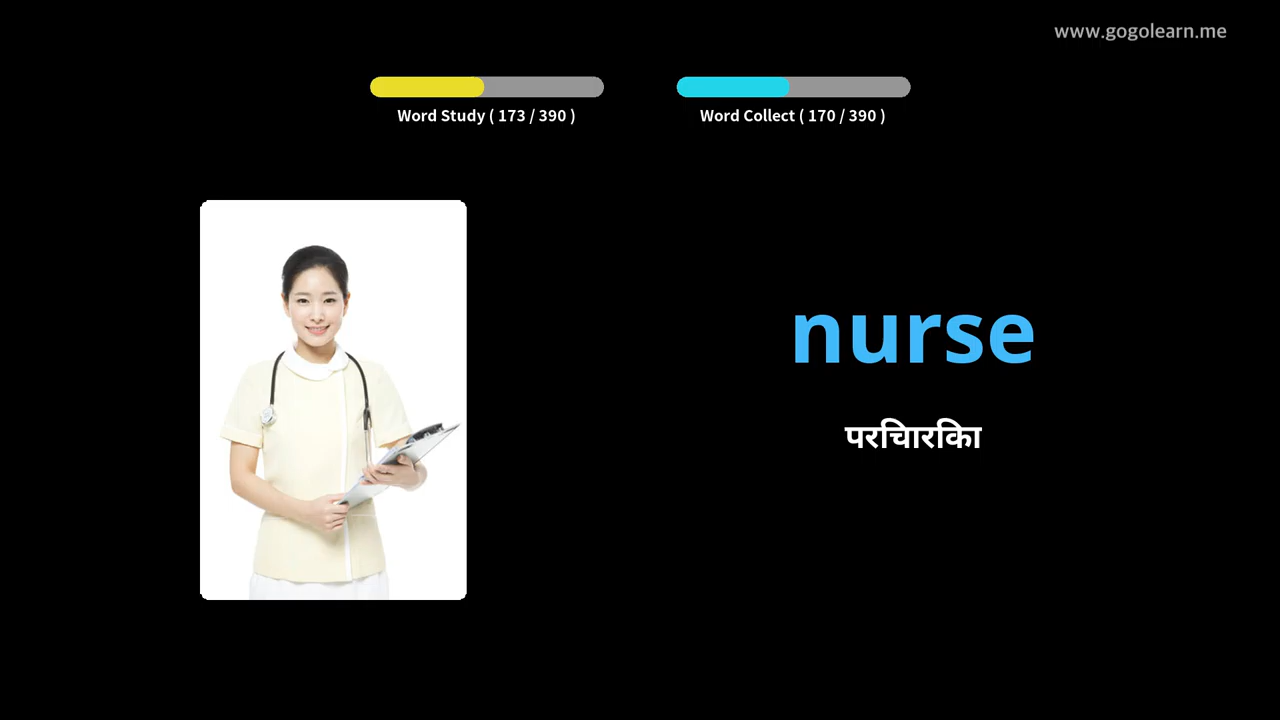 www.gogolearn.me
Word Study ( 173 / 390 )
Word Collect ( 170 / 390 )
nurse
परिचारिका